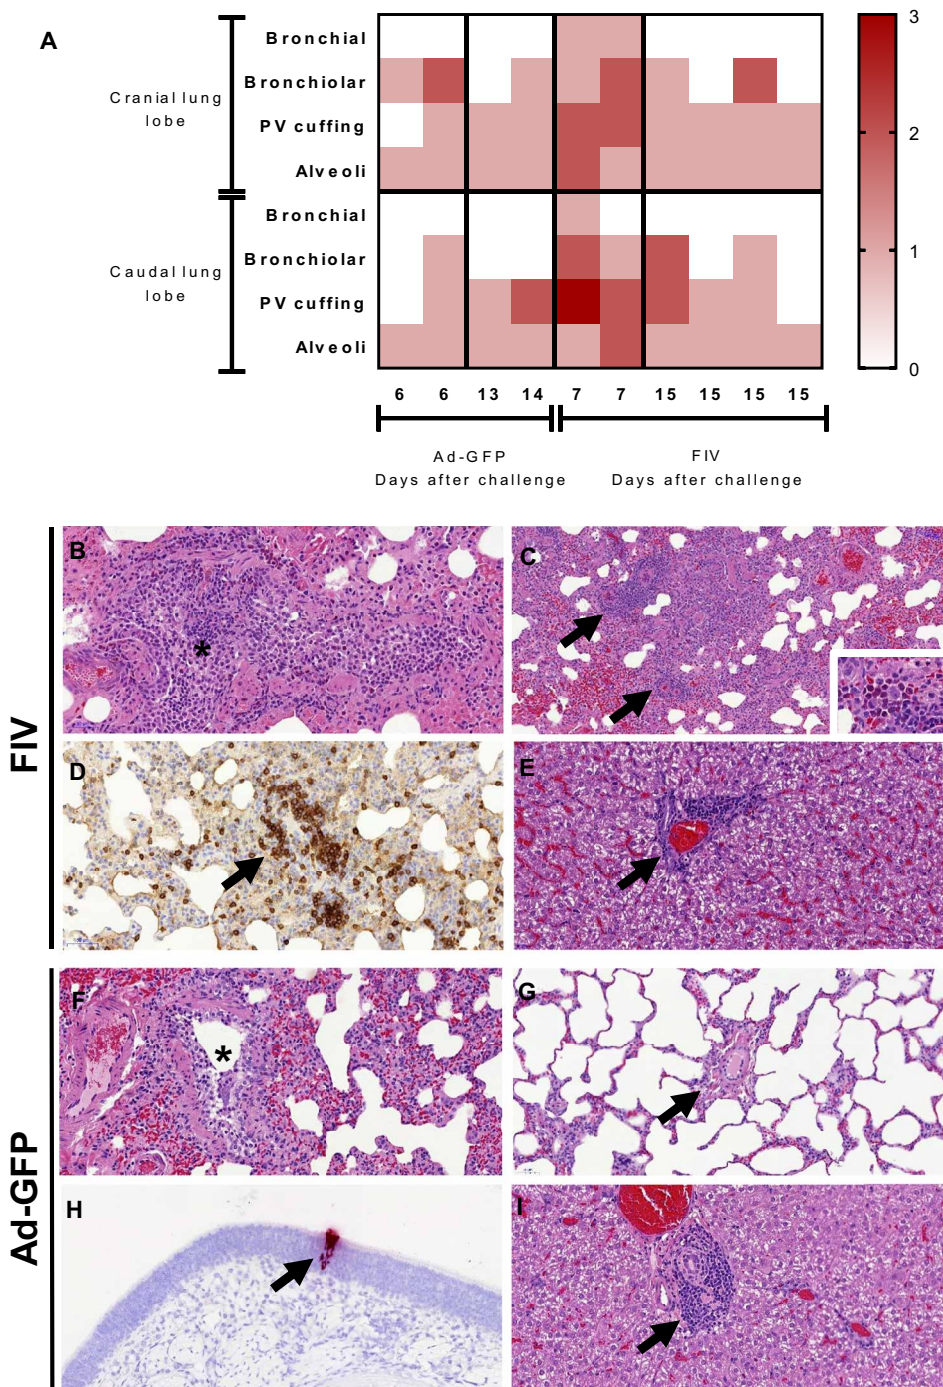 A
Cranial lung
lobe
Bronchial
Bronchiolar
PV cuffing
Alveoli
Caudal lung
lobe
Bronchial
Bronchiolar
PV cuffing
Alveoli
3
2
1
0
6 6 13 14 7 7 15 15 15 15
Ad-GFP
Days after challenge
FIV
Days after challenge
FIV
B
C
*
D
E
Ad-GFP
F
G
*
H
I